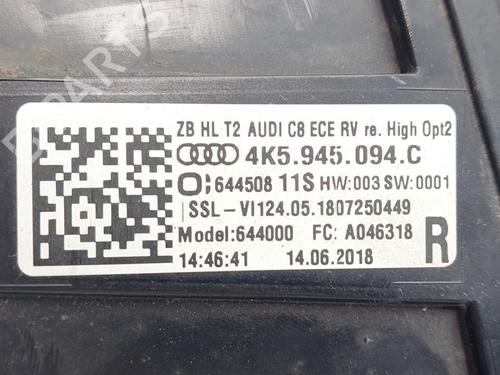 PARTS
ZB HL T2 AUDI C8 ECE RV re. High Opt2
4K5.945.094.C
644508 11S HW:003 SW:0001
SSL-VI124.05.1807250449
Model:644000 FC: A046318
R
14:46:41 14.06.2018